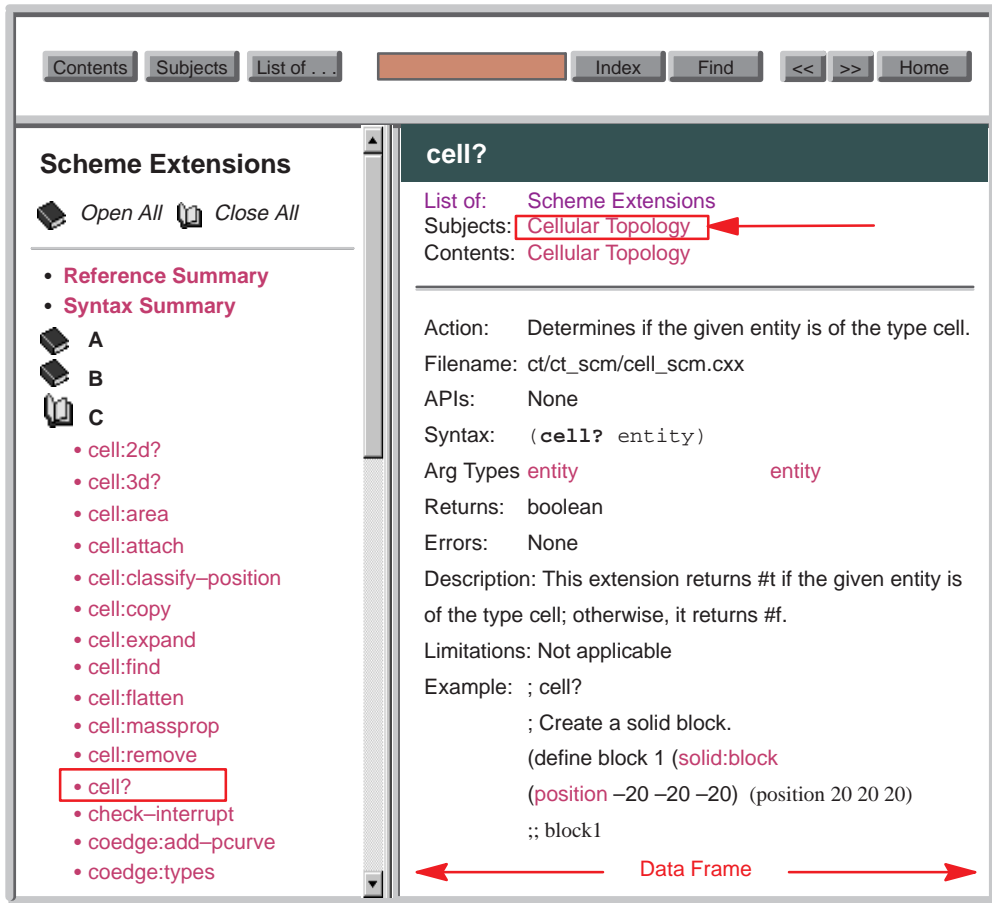 Contents Subjects List of . . . Index Find << >> Home
Scheme Extensions
Open All Close All
• Reference Summary
• Syntax Summary
A
B
C
• cell:2d?
• cell:3d?
• cell:area
• cell:attach
• cell:classify–position
• cell:copy
• cell:expand
• cell:find
• cell:flatten
• cell:massprop
• cell:remove
• cell?
• check–interrupt
• coedge:add–pcurve
• coedge:types
cell?
List of: Scheme Extensions
Subjects: Cellular Topology
Contents: Cellular Topology
Action: Determines if the given entity is of the type cell.
Filename: ct/ct_scm/cell_scm.cxx
APIs: None
Syntax: (cell? entity)
Arg Types entity entity
Returns: boolean
Errors: None
Description: This extension returns #t if the given entity is
of the type cell; otherwise, it returns #f.
Limitations: Not applicable
Example: ; cell?
; Create a solid block.
(define block 1 (solid:block
(position –20 –20 –20) (position 20 20 20)
;; block1
Data Frame